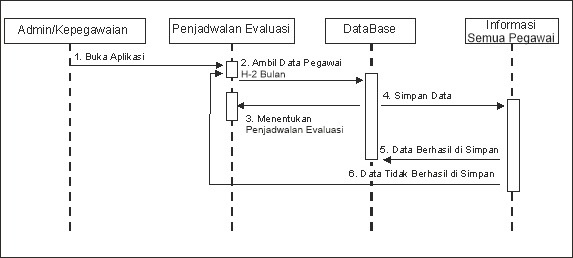 Admin/Kepegawaian
Penjadwalan Evaluasi
DataBase
Informasi
Semua Pegawai
1. Buka Aplikasi
2. Ambil Data Pegawai
H-2 Bulan
4. Simpan Data
3. Menentukan
Penjadwalan Evaluasi
5. Data Berhasil di Simpan
6. Data Tidak Berhasil di Simpan